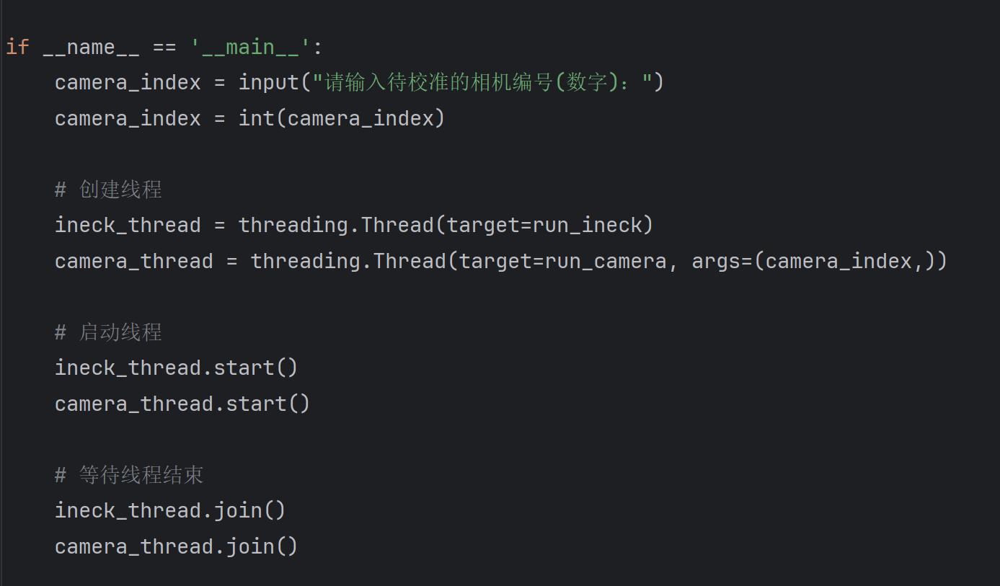 if __name__ == '__main__':
    camera_index = input("请输入待校准的相机编号(数字)：")
    camera_index = int(camera_index)
    # 创建线程
    ineck_thread = threading.Thread(target=run_ineck)
    camera_thread = threading.Thread(target=run_camera, args=(camera_index,))
    # 启动线程
    ineck_thread.start()
    camera_thread.start()
    # 等待线程结束
    ineck_thread.join()
    camera_thread.join()